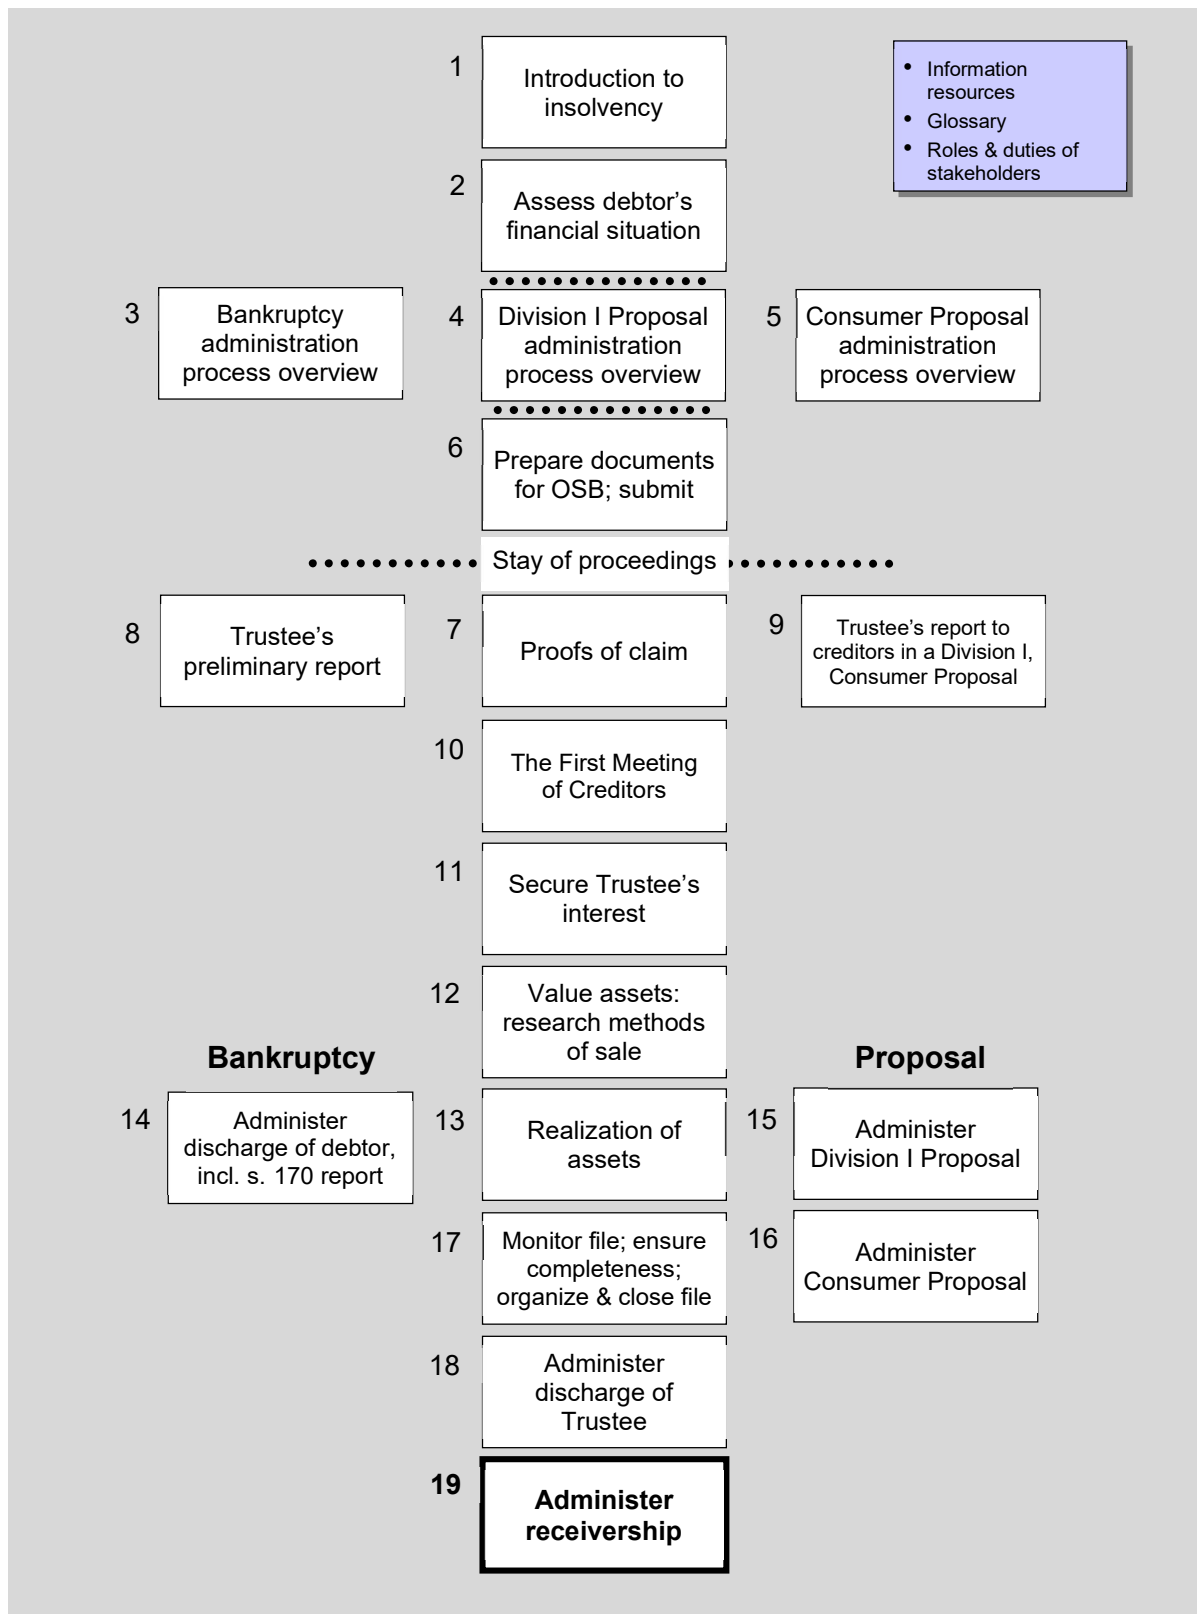 1
Introduction to
insolvency
• Information
resources
• Glossary
• Roles & duties of
stakeholders
2
Assess debtor’s
financial situation
3
Bankruptcy
administration
process overview
4
Division I Proposal
administration
process overview
5
Consumer Proposal
administration
process overview
6
Prepare documents
for OSB; submit
Stay of proceedings
8
Trustee’s
preliminary report
7
Proofs of claim
9
Trustee’s report to
creditors in a Division I,
Consumer Proposal
10
The First Meeting
of Creditors
11
Secure Trustee’s
interest
12
Value assets:
research methods
of sale
Bankruptcy
Proposal
14
Administer
discharge of debtor,
incl. s. 170 report
13
Realization of
assets
15
Administer
Division I Proposal
17
Monitor file; ensure
completeness;
organize & close file
16
Administer
Consumer Proposal
18
Administer
discharge of
Trustee
19
Administer
receivership